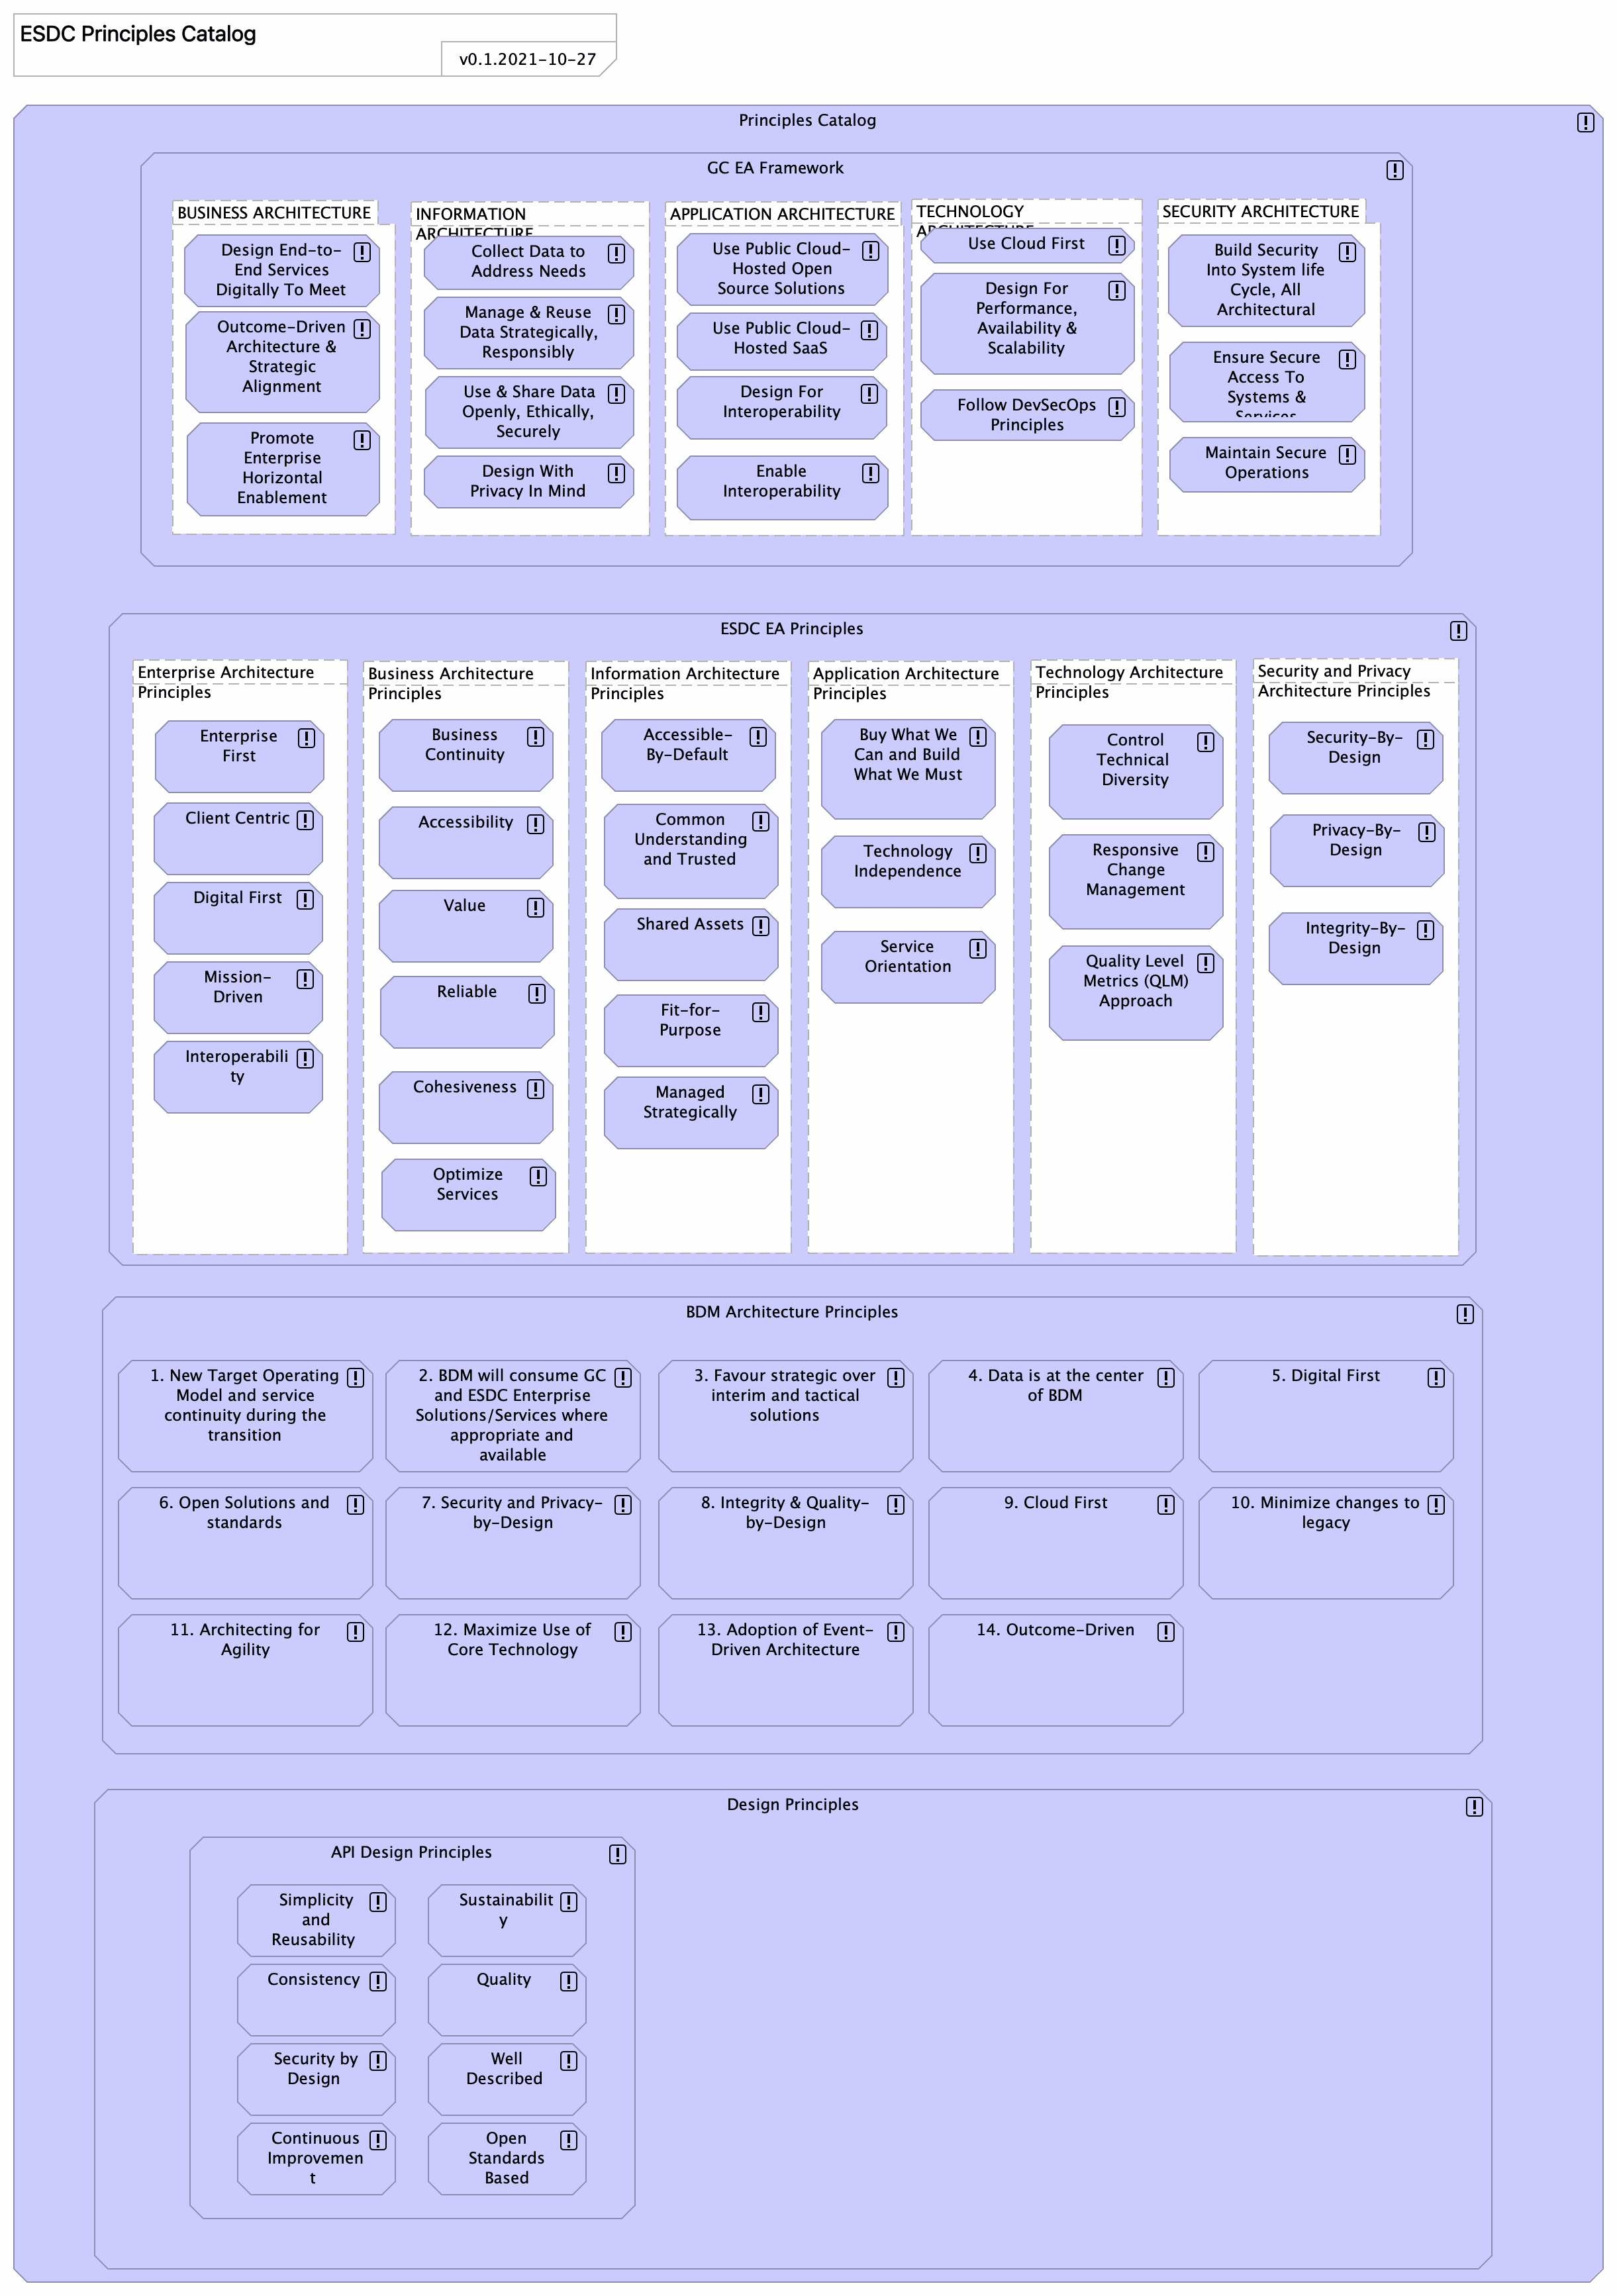 ESDC Principles Catalog
v0.1.2021-10-27
Principles Catalog
GC EA Framework
BUSINESS ARCHITECTURE
Design End-to-
End Services
Digitally To Meet
Outcome-Driven
Architecture &
Strategic
Alignment
Promote
Enterprise
Horizontal
Enablement
INFORMATION
ARCHITECTURE
Collect Data to
Address Needs
Manage & Reuse
Data Strategically,
Responsibly
Use & Share Data
Openly, Ethically,
Securely
Design With
Privacy In Mind
APPLICATION ARCHITECTURE
Use Public Cloud-
Hosted Open
Source Solutions
Use Public Cloud-
Hosted SaaS
Design For
Interoperability
Enable
Interoperability
TECHNOLOGY
ARCHITECTURE
Use Cloud First
Design For
Performance,
Availability &
Scalability
Follow DevSecOps
Principles
SECURITY ARCHITECTURE
Build Security
Into System life
Cycle, All
Architectural
Ensure Secure
Access To
Systems &
Services
Maintain Secure
Operations
ESDC EA Principles
Enterprise Architecture
Principles
Enterprise
First
Client Centric
Digital First
Mission-
Driven
Interoperabili
ty
Business Architecture
Principles
Business
Continuity
Accessibility
Value
Reliable
Cohesiveness
Optimize
Services
Information Architecture
Principles
Accessible-
By-Default
Common
Understanding
and Trusted
Shared Assets
Fit-for-
Purpose
Managed
Strategically
Application Architecture
Principles
Buy What We
Can and Build
What We Must
Technology
Independence
Service
Orientation
Technology Architecture
Principles
Control
Technical
Diversity
Responsive
Change
Management
Quality Level
Metrics (QLM)
Approach
Security and Privacy
Architecture Principles
Security-By-
Design
Privacy-By-
Design
Integrity-By-
Design
BDM Architecture Principles
1. New Target Operating
Model and service
continuity during the
transition
2. BDM will consume GC
and ESDC Enterprise
Solutions/Services where
appropriate and
available
3. Favour strategic over
interim and tactical
solutions
4. Data is at the center
of BDM
5. Digital First
6. Open Solutions and
standards
7. Security and Privacy-
by-Design
8. Integrity & Quality-
by-Design
9. Cloud First
10. Minimize changes to
legacy
11. Architecting for
Agility
12. Maximize Use of
Core Technology
13. Adoption of Event-
Driven Architecture
14. Outcome-Driven
Design Principles
API Design Principles
Simplicity
and
Reusability
Sustainabilit
y
Consistency
Quality
Security by
Design
Well
Described
Continuous
Improvemen
t
Open
Standards
Based